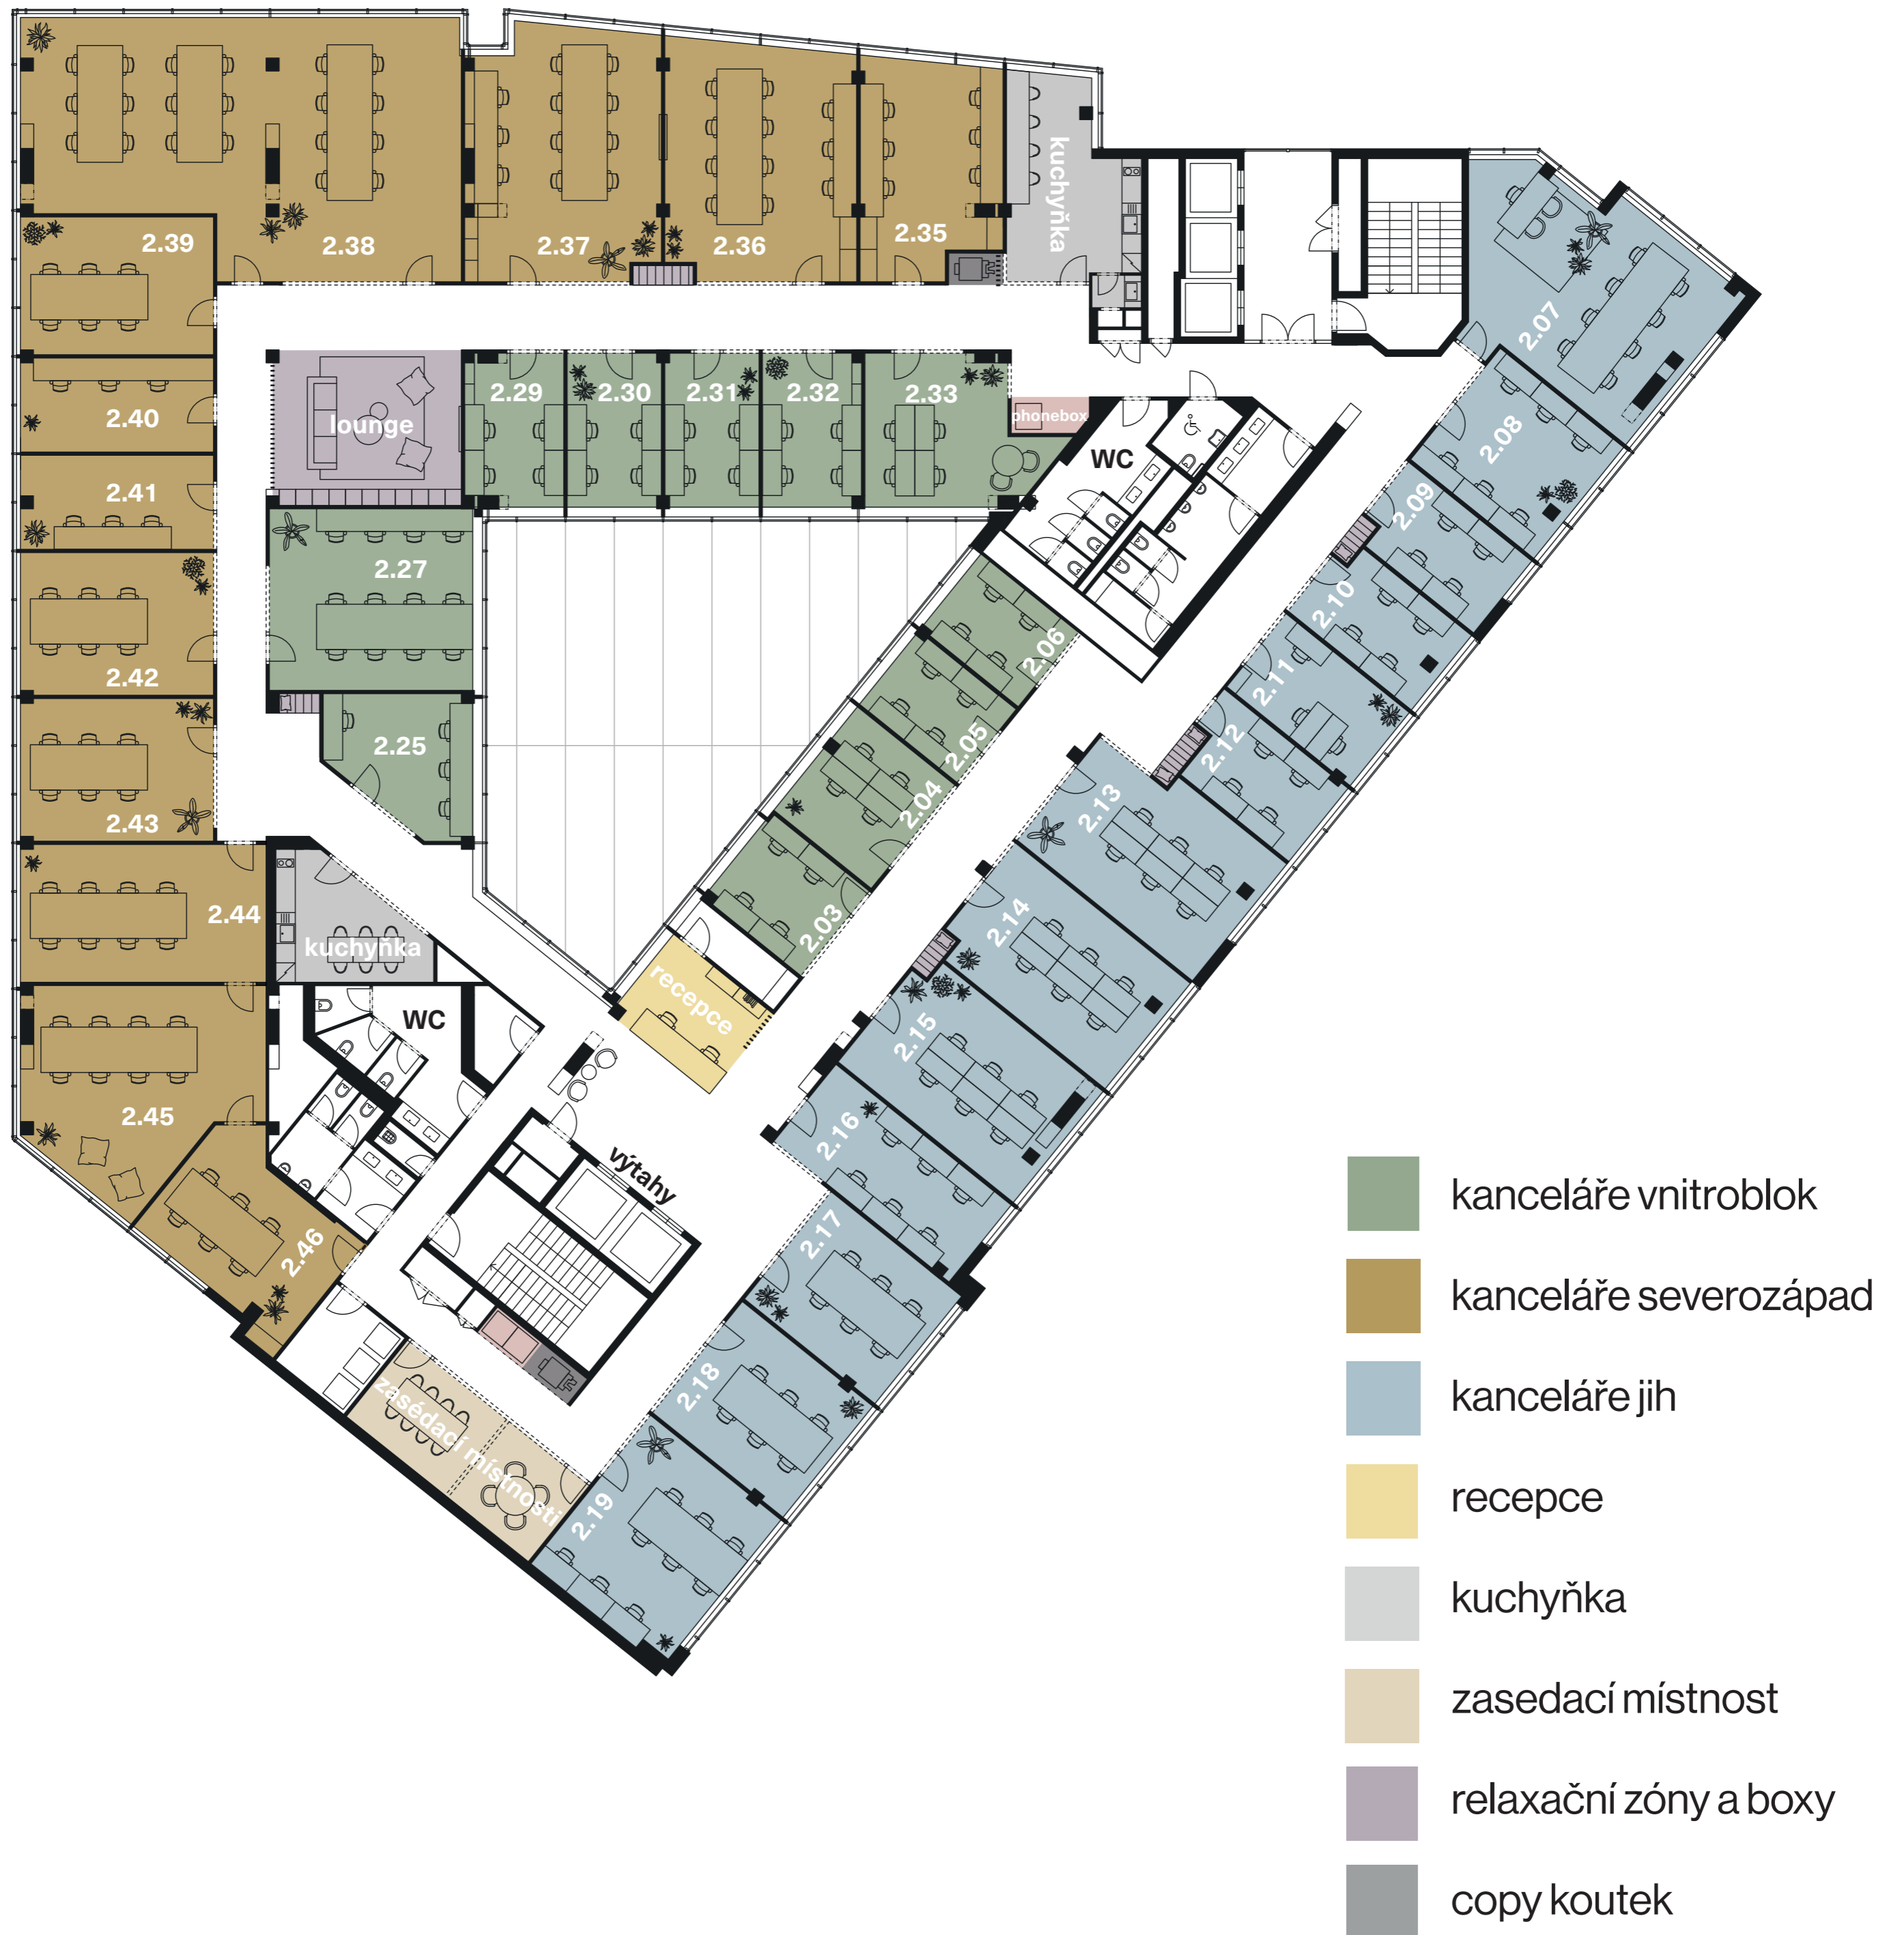 2.39
2.38
2.37
2.36
2.35
kuchyňka
2.07
2.40
lounge
2.29
2.30
2.31
2.32
2.33
phonebox
WC
2.08
2.41
2.09
2.27
2.10
2.42
2.06
2.11
2.25
2.05
2.12
2.43
2.04
2.13
2.44
kuchyňka
2.03
2.14
recepce
WC
2.15
2.45
2.16
výtahy
2.46
2.17
2.18
zasédací místnosti
2.19
kanceláře vnitroblok
kanceláře severozápad
kanceláře jih
recepce
kuchyňka
zasedací místnost
relaxační zóny a boxy
copy koutek